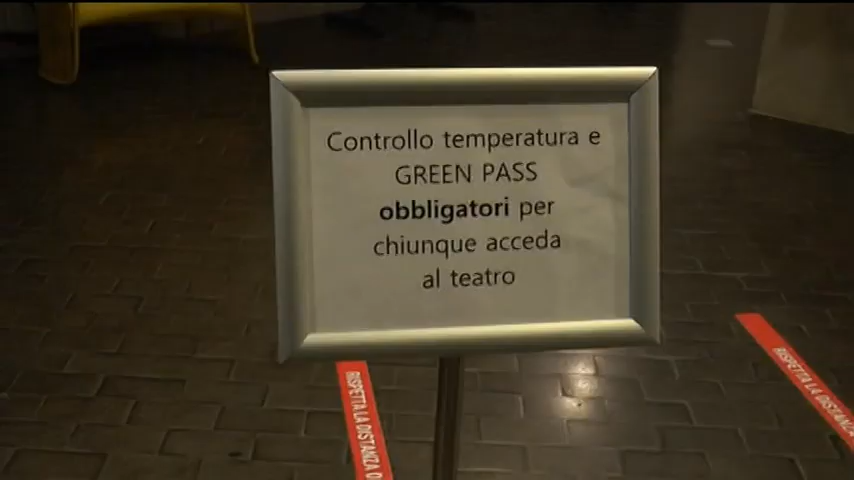 Controllo temperatura e
GREEN PASS
obbligatori per
chiunque acceda
al teatro
RISPETTA LA DISTANZA
RISPETTA LA DISTANZA